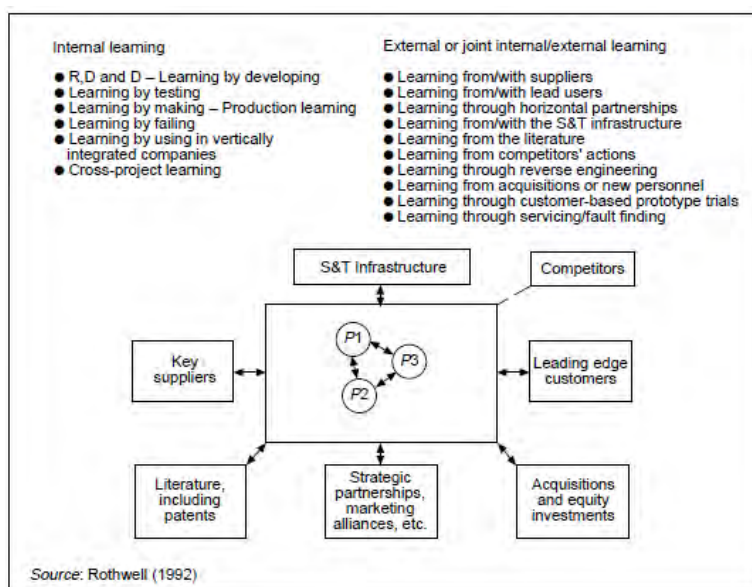 Internal learning
● R,D and D – Learning by developing
● Learning by testing
● Learning by making – Production learning
● Learning by failing
● Learning by using in vertically
integrated companies
● Cross-project learning
External or joint internal/external learning
● Learning from/with suppliers
● Learning from/with lead users
● Learning through horizontal partnerships
● Learning from/with the S&T infrastructure
● Learning from the literature
● Learning from competitors' actions
● Learning through reverse engineering
● Learning from acquisitions or new personnel
● Learning through customer-based prototype trials
● Learning through servicing/fault finding
S&T Infrastructure
Competitors
P1
P3
P2
Key
suppliers
Leading edge
customers
Literature,
including
patents
Strategic
partnerships,
marketing
alliances, etc.
Acquisitions
and equity
investments
Source: Rothwell (1992)